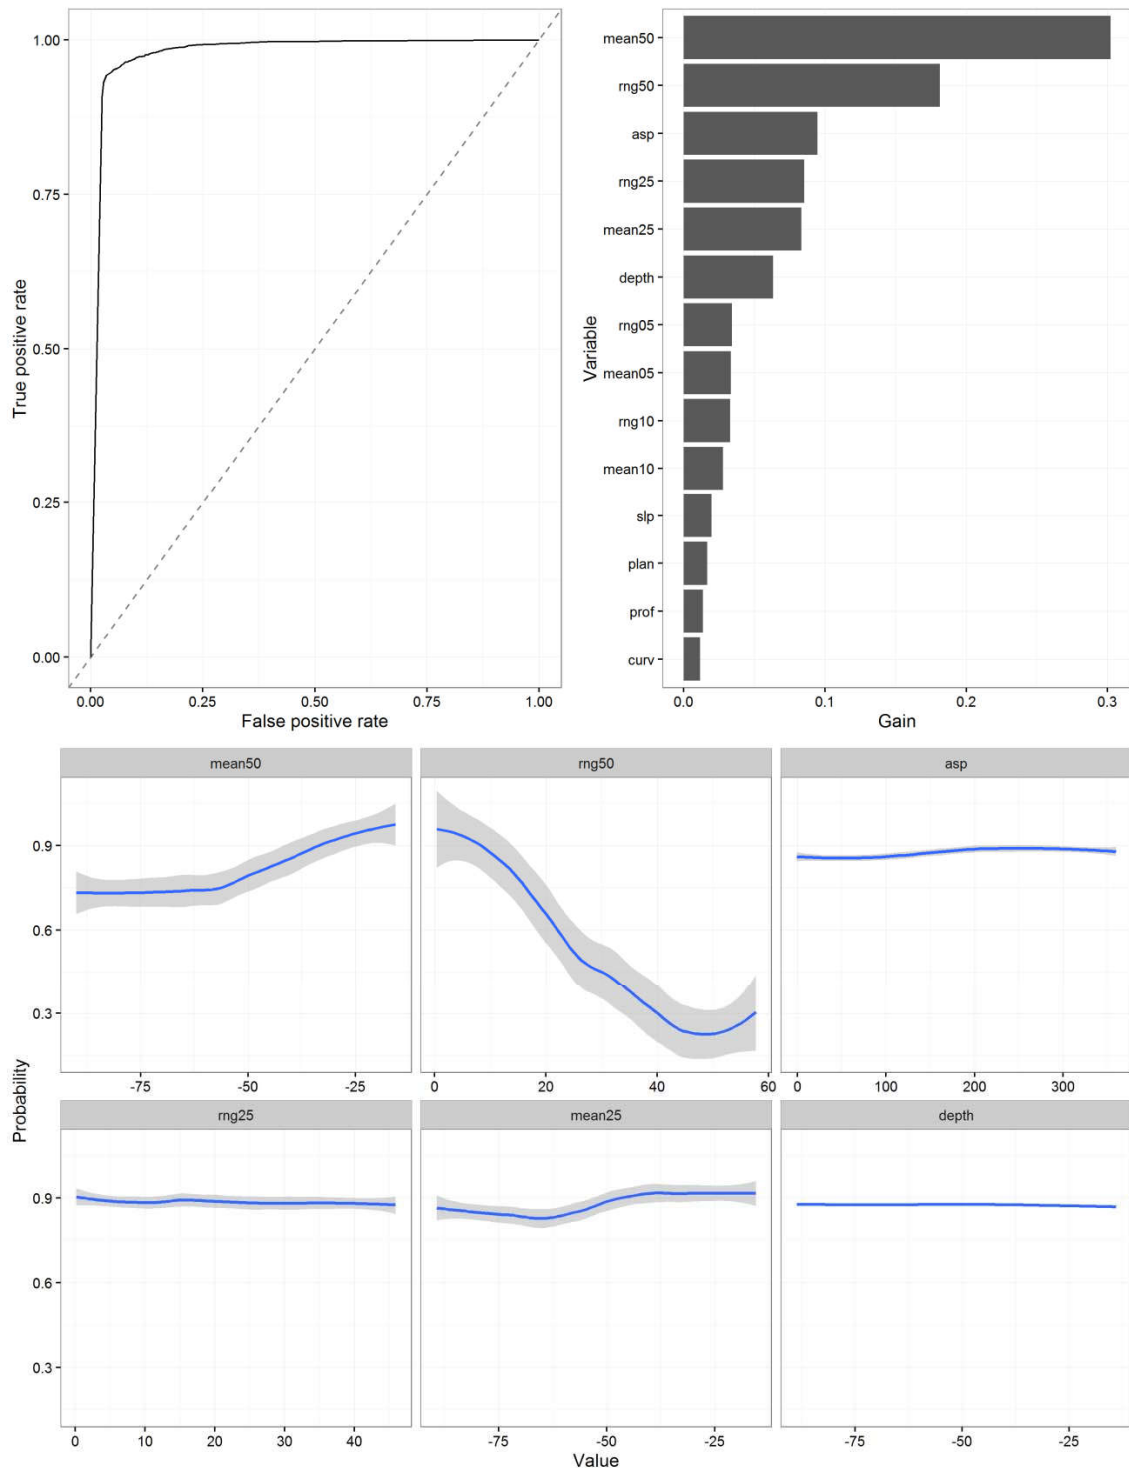 1.00
0.75
0.50
0.25
0.00
True positive rate
0.00 0.25 0.50 0.75 1.00
False positive rate
mean50
rng50
asp
rng25
mean25
depth
rng05
mean05
rng10
mean10
slp
plan
prof
curv
Variable
0.0 0.1 0.2 0.3
Gain
mean50 rng50 asp
0.9
0.6
0.3
-75 -50 -25 0 20 40 60 0 100 200 300
Probability
rng25 mean25 depth
0.9
0.6
0.3
0 10 20 30 40 -75 -50 -25 -75 -50 -25
Value